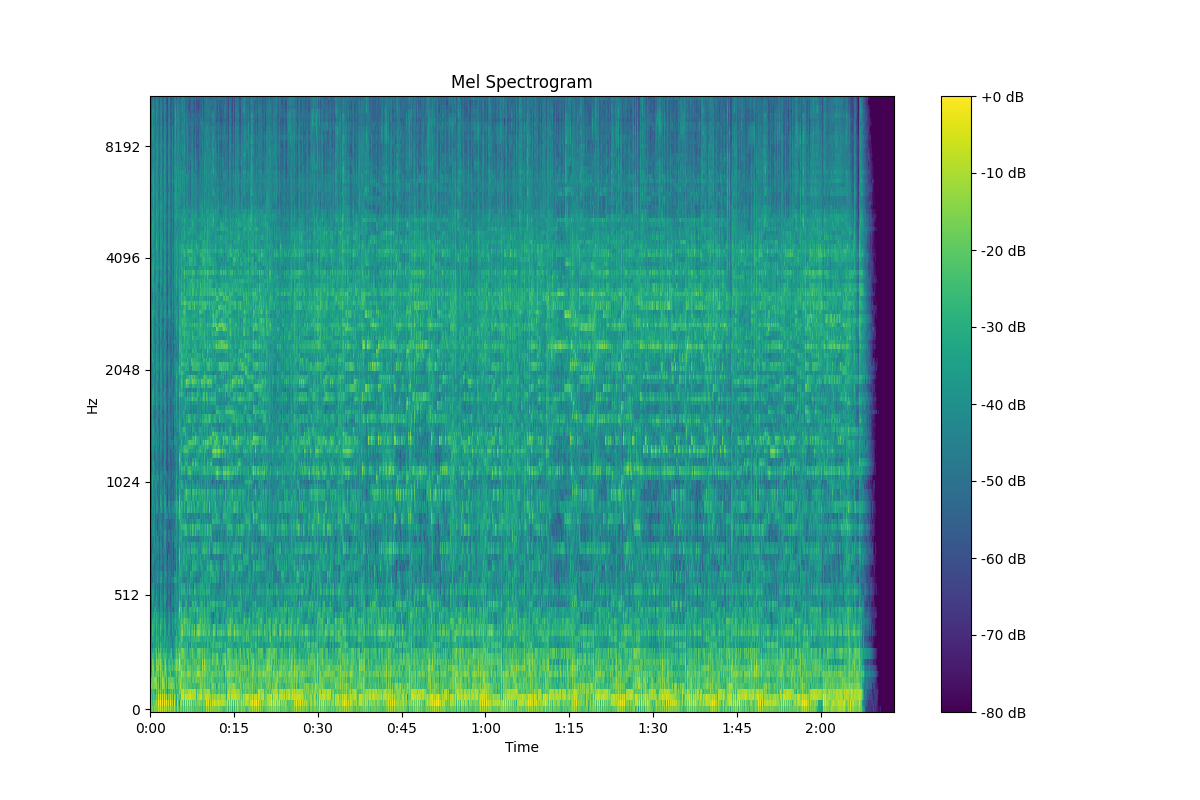 Mel Spectrogram
Hz
8192
4096
2048
1024
512
0
0:00 0:15 0:30 0:45 1:00 1:15 1:30 1:45 2:00
Time
+0 dB
-10 dB
-20 dB
-30 dB
-40 dB
-50 dB
-60 dB
-70 dB
-80 dB